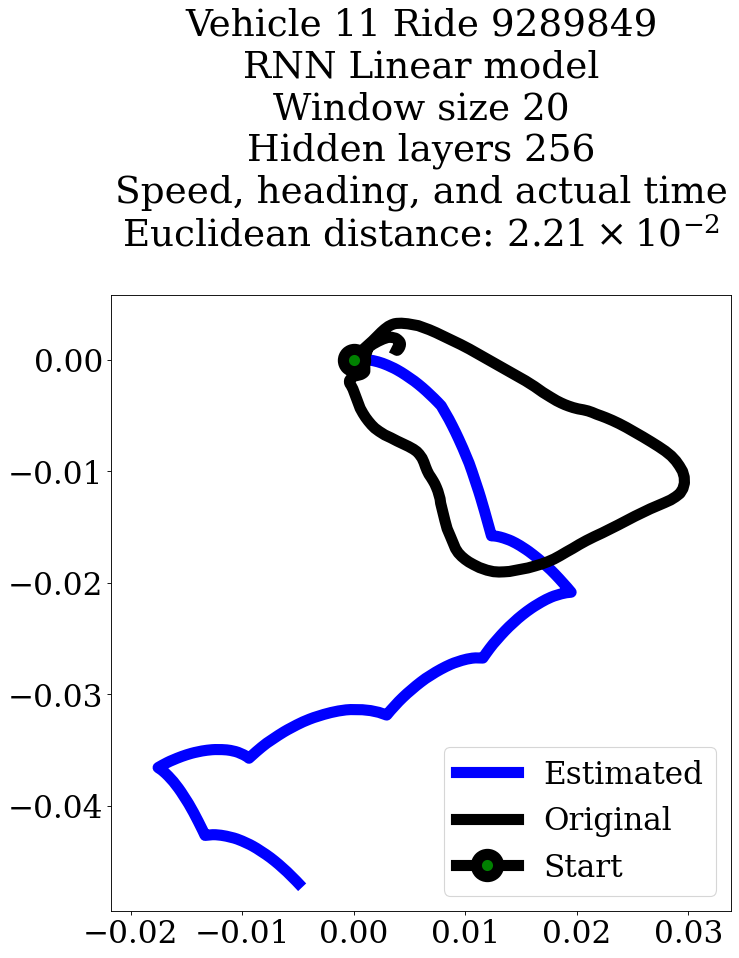 Vehicle 11 Ride 9289849
RNN Linear model
Window size 20
Hidden layers 256
Speed, heading, and actual time
Euclidean distance: 2.21 × 10⁻²
0.00
−0.01
−0.02
−0.03
−0.04
Estimated
Original
Start
−0.02 −0.01 0.00 0.01 0.02 0.03